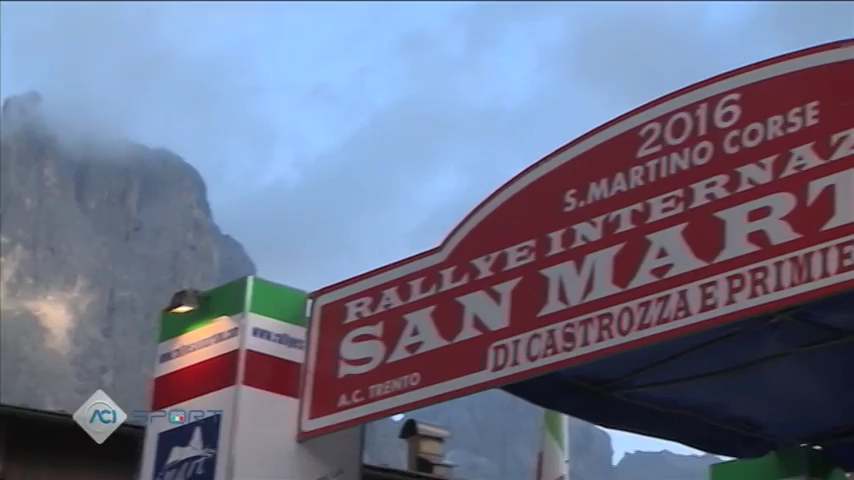 2016
S.MARTINO CORSE
RALLYE INTERNAZ
SAN MART
DI CASTROZZA E PRIMIE
A.C. TRENTO
ACI SPORT